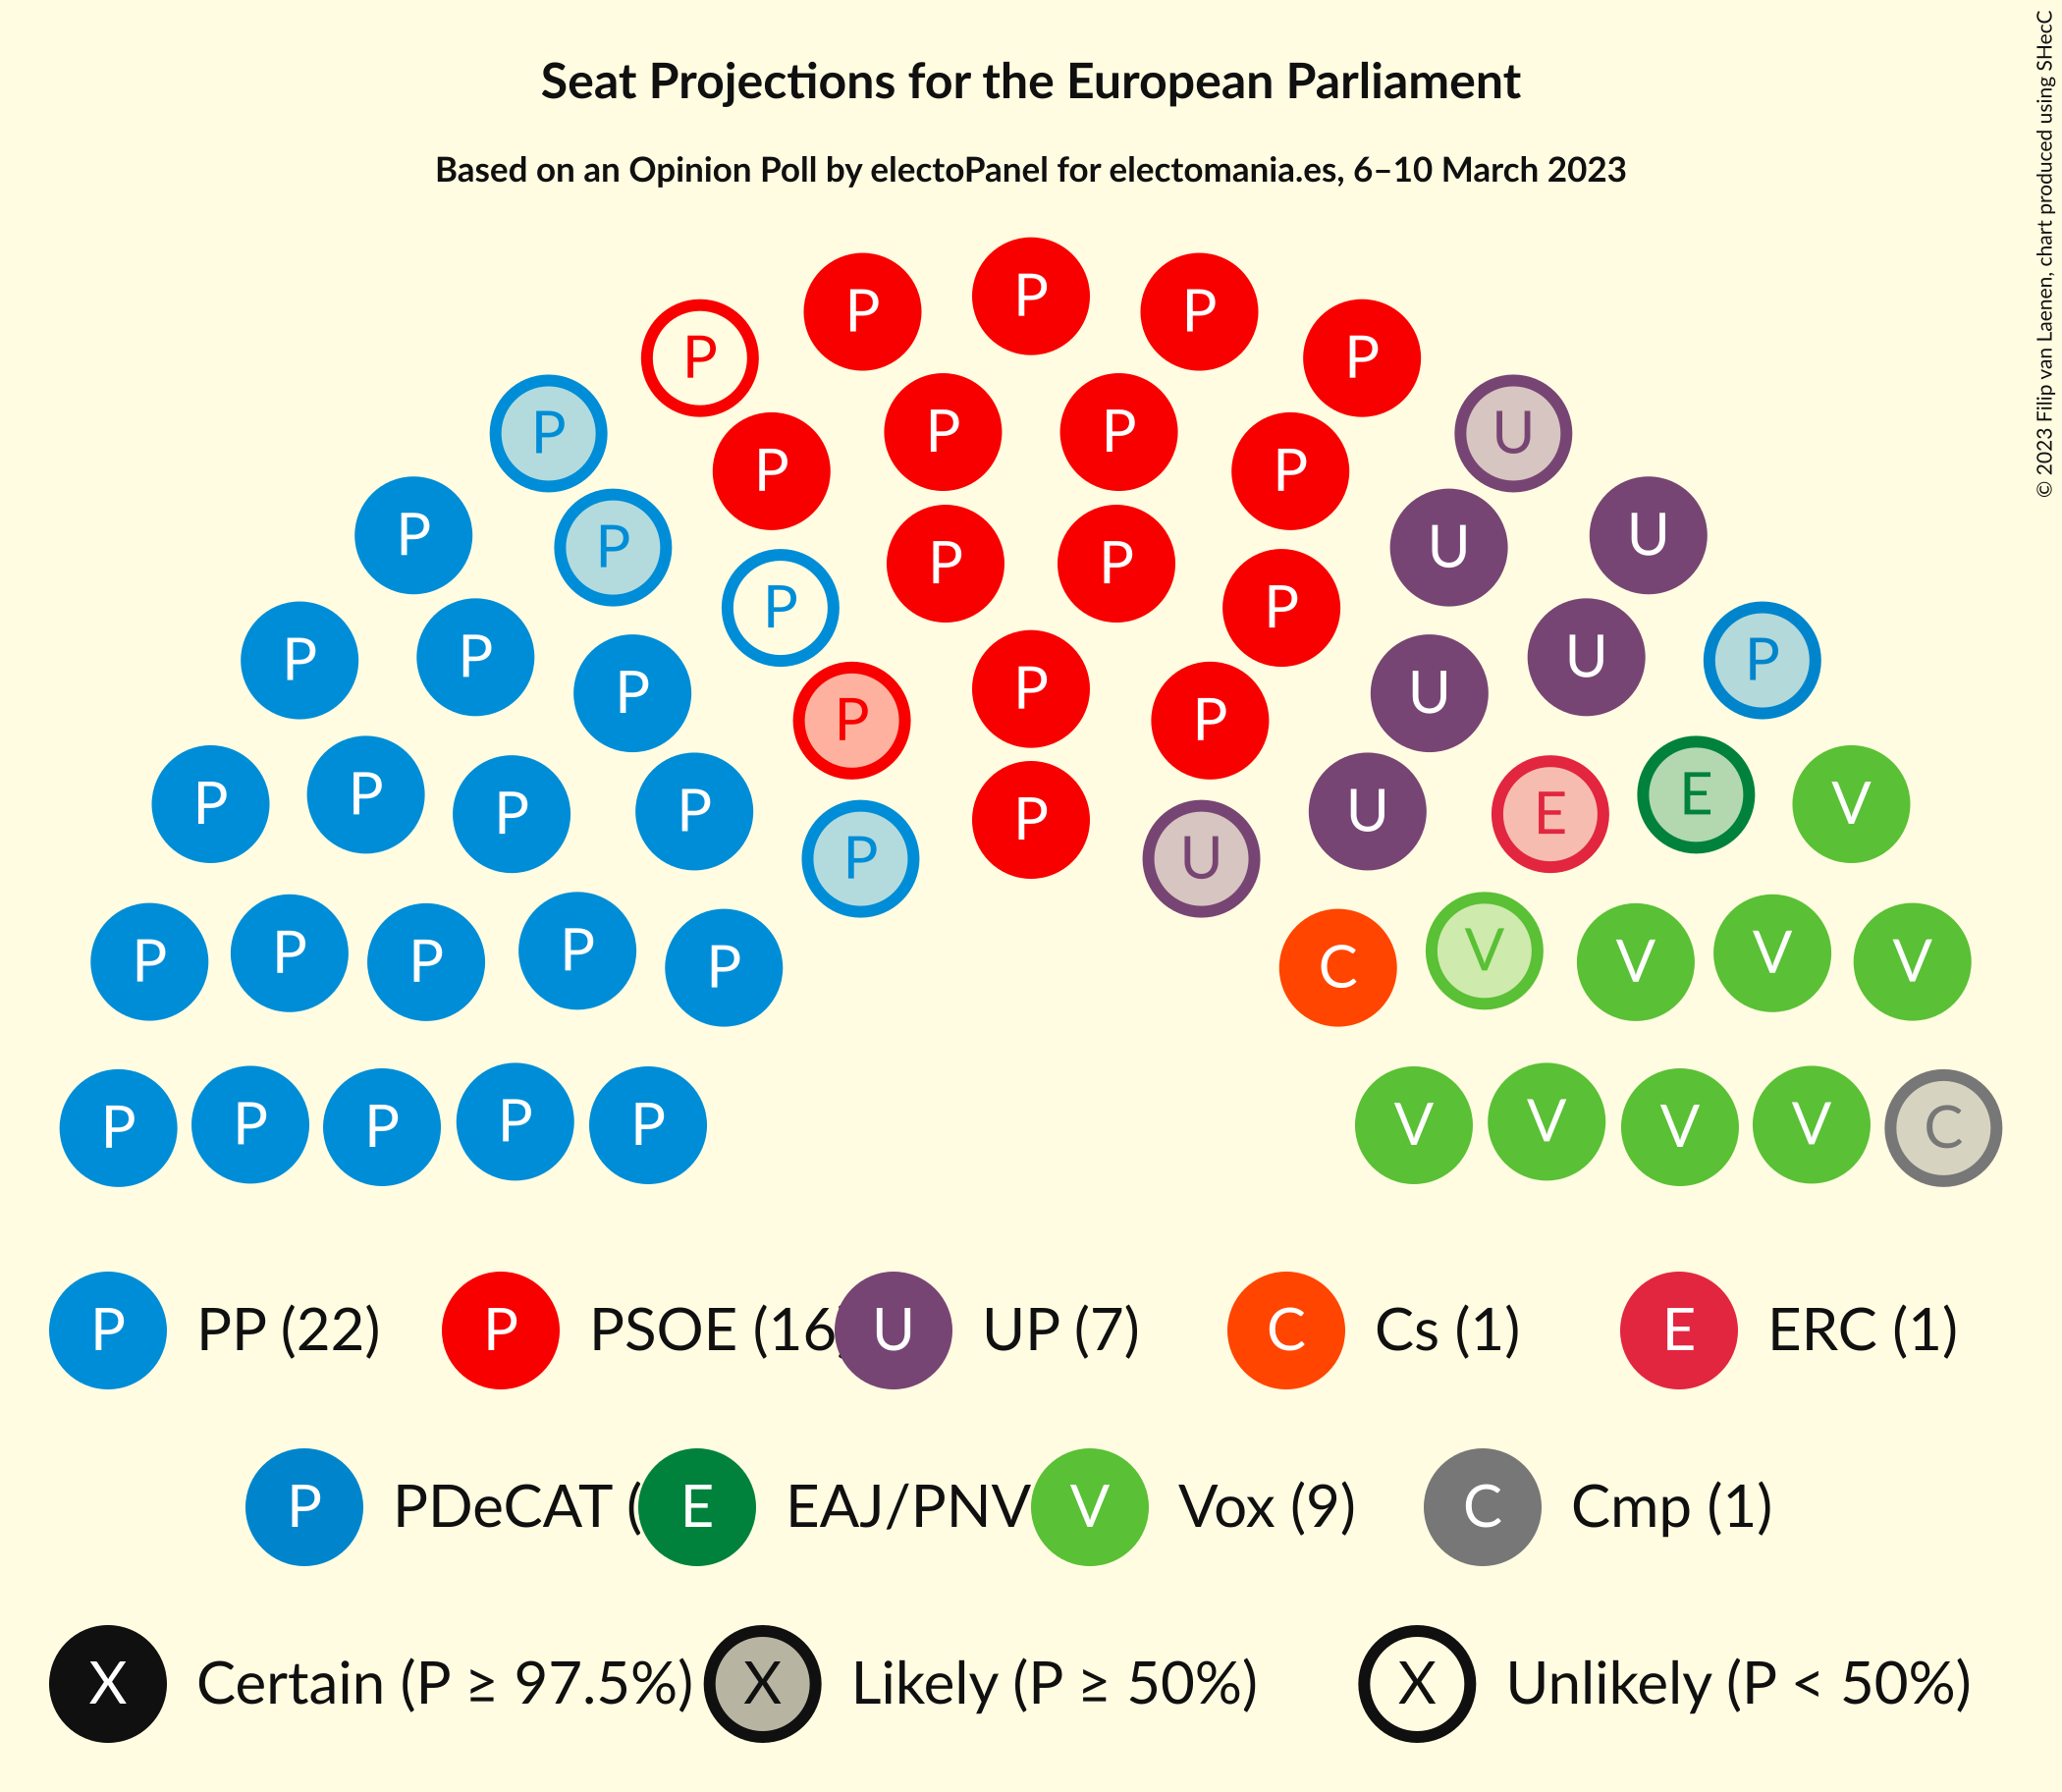 Seat Projections for the European Parliament
Based on an Opinion Poll by electoPanel for electomania.es, 6–10 March 2023
© 2023 Filip van Laenen, chart produced using SHecC
P
P P
P P
P P P P
P P
P U
P P
P U U
P P P
P P
P P U U P
P P U
P P
P P P P U E E V
P P U
P P P P P C V V V V
P P P P P V V V V C
P PP (22) P PSOE (16 U UP (7) C Cs (1) E ERC (1)
P PDeCAT ( E EAJ/PNV V Vox (9) C Cmp (1)
X Certain (P ≥ 97.5%) X Likely (P ≥ 50%) X Unlikely (P < 50%)